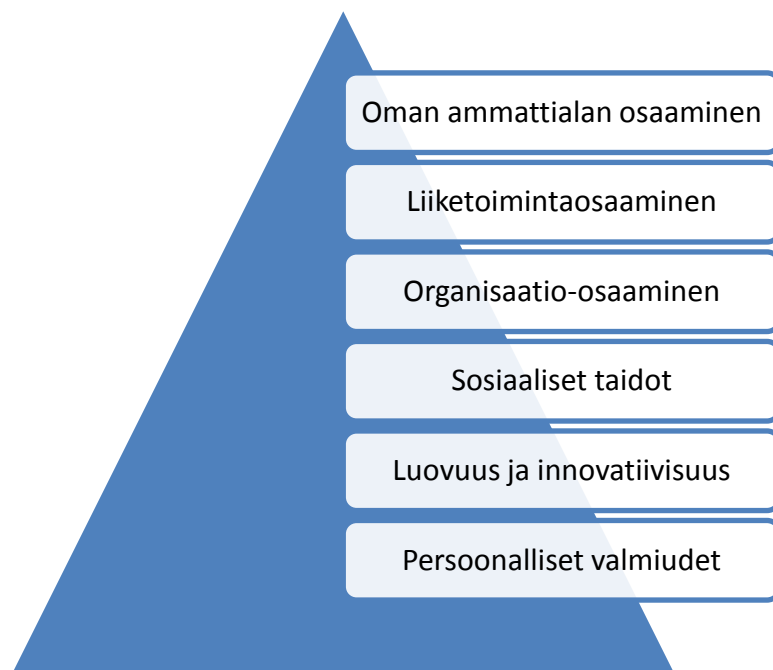 Oman ammattialan osaaminen
Liiketoimintaosaaminen
Organisaatio-osaaminen
Sosiaaliset taidot
Luovuus ja innovatiivisuus
Persoonalliset valmiudet